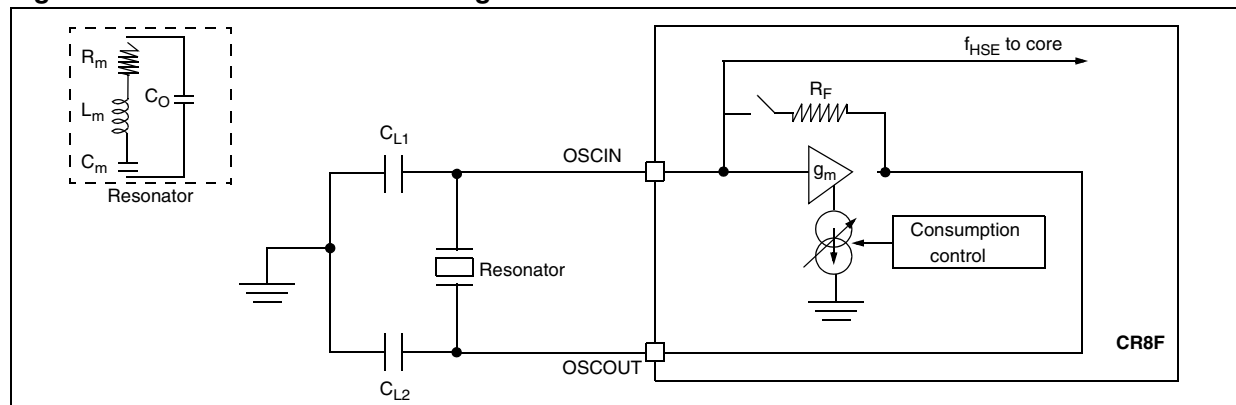 f_HSE to core
R_m
R_F
C_O
L_m
C_L1
C_m
OSCIN
Resonator
g_m
Consumption
control
Resonator
CR8F
OSCOUT
C_L2